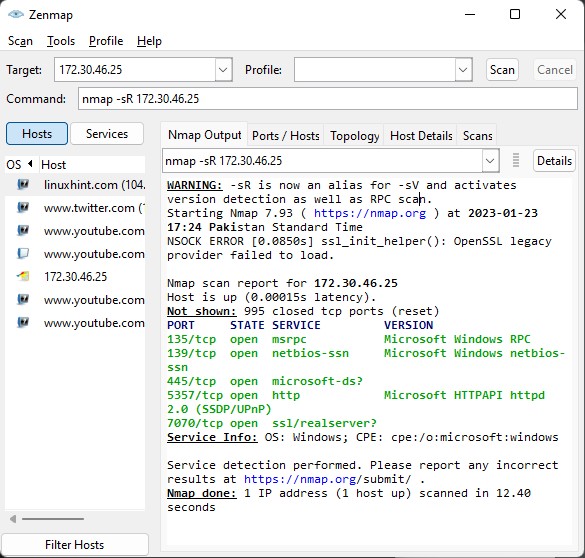 Zenmap
Scan Tools Profile Help
Target: 172.30.46.25 Profile: Scan Cancel
Command: nmap -sR 172.30.46.25
Hosts Services
Nmap Output Ports / Hosts Topology Host Details Scans
OS Host
nmap -sR 172.30.46.25 Details
linuxhint.com (104.
www.twitter.com (
www.youtube.com
www.youtube.com
172.30.46.25
www.youtube.com
www.youtube.com
WARNING: -sR is now an alias for -sV and activates
version detection as well as RPC scan.
Starting Nmap 7.93 ( https://nmap.org ) at 2023-01-23
17:24 Pakistan Standard Time
NSOCK ERROR [0.0850s] ssl_init_helper(): OpenSSL legacy
provider failed to load.
Nmap scan report for 172.30.46.25
Host is up (0.00015s latency).
Not shown: 995 closed tcp ports (reset)
PORT STATE SERVICE VERSION
135/tcp open msrpc Microsoft Windows RPC
139/tcp open netbios-ssn Microsoft Windows netbios-
ssn
445/tcp open microsoft-ds?
5357/tcp open http Microsoft HTTPAPI httpd
2.0 (SSDP/UPnP)
7070/tcp open ssl/realserver?
Service Info: OS: Windows; CPE: cpe:/o:microsoft:windows
Service detection performed. Please report any incorrect
results at https://nmap.org/submit/ .
Nmap done: 1 IP address (1 host up) scanned in 12.40
seconds
Filter Hosts